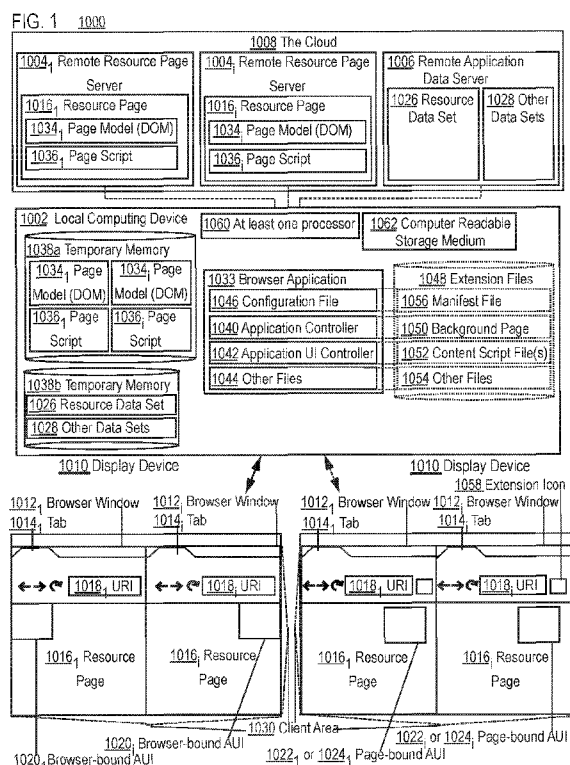 FIG. 1 1000
1008 The Cloud
1004₁ Remote Resource Page Server
1016₁ Resource Page
1034₁ Page Model (DOM)
1036₁ Page Script
1004ᵢ Remote Resource Page Server
1016ᵢ Resource Page
1034ᵢ Page Model (DOM)
1036ᵢ Page Script
1006 Remote Application Data Server
1026 Resource Data Set
1028 Other Data Sets
1002 Local Computing Device
1060 At least one processor
1062 Computer Readable Storage Medium
1038a Temporary Memory
1034₁ Page Model (DOM)
1034ᵢ Page Model (DOM)
1036₁ Page Script
1036ᵢ Page Script
1038b Temporary Memory
1026 Resource Data Set
1028 Other Data Sets
1033 Browser Application
1046 Configuration File
1040 Application Controller
1042 Application UI Controller
1044 Other Files
1048 Extension Files
1056 Manifest File
1050 Background Page
1052 Content Script File(s)
1054 Other Files
1010 Display Device
1010 Display Device
1058 Extension Icon
1012₁ Browser Window
1012ᵢ Browser Window
1012₁ Browser Window
1012ᵢ Browser Window
1014₁ Tab
1014ᵢ Tab
1014₁ Tab
1014ᵢ Tab
1018₁ URI
1018ᵢ URI
1018₁ URI
1018ᵢ URI
1016₁ Resource Page
1016ᵢ Resource Page
1016₁ Resource Page
1016ᵢ Resource Page
1030 Client Area
1020ᵢ Browser-bound AUI
1020₁ Browser-bound AUI
1022ᵢ or 1024ᵢ Page-bound AUI
1022₁ or 1024₁ Page-bound AUI